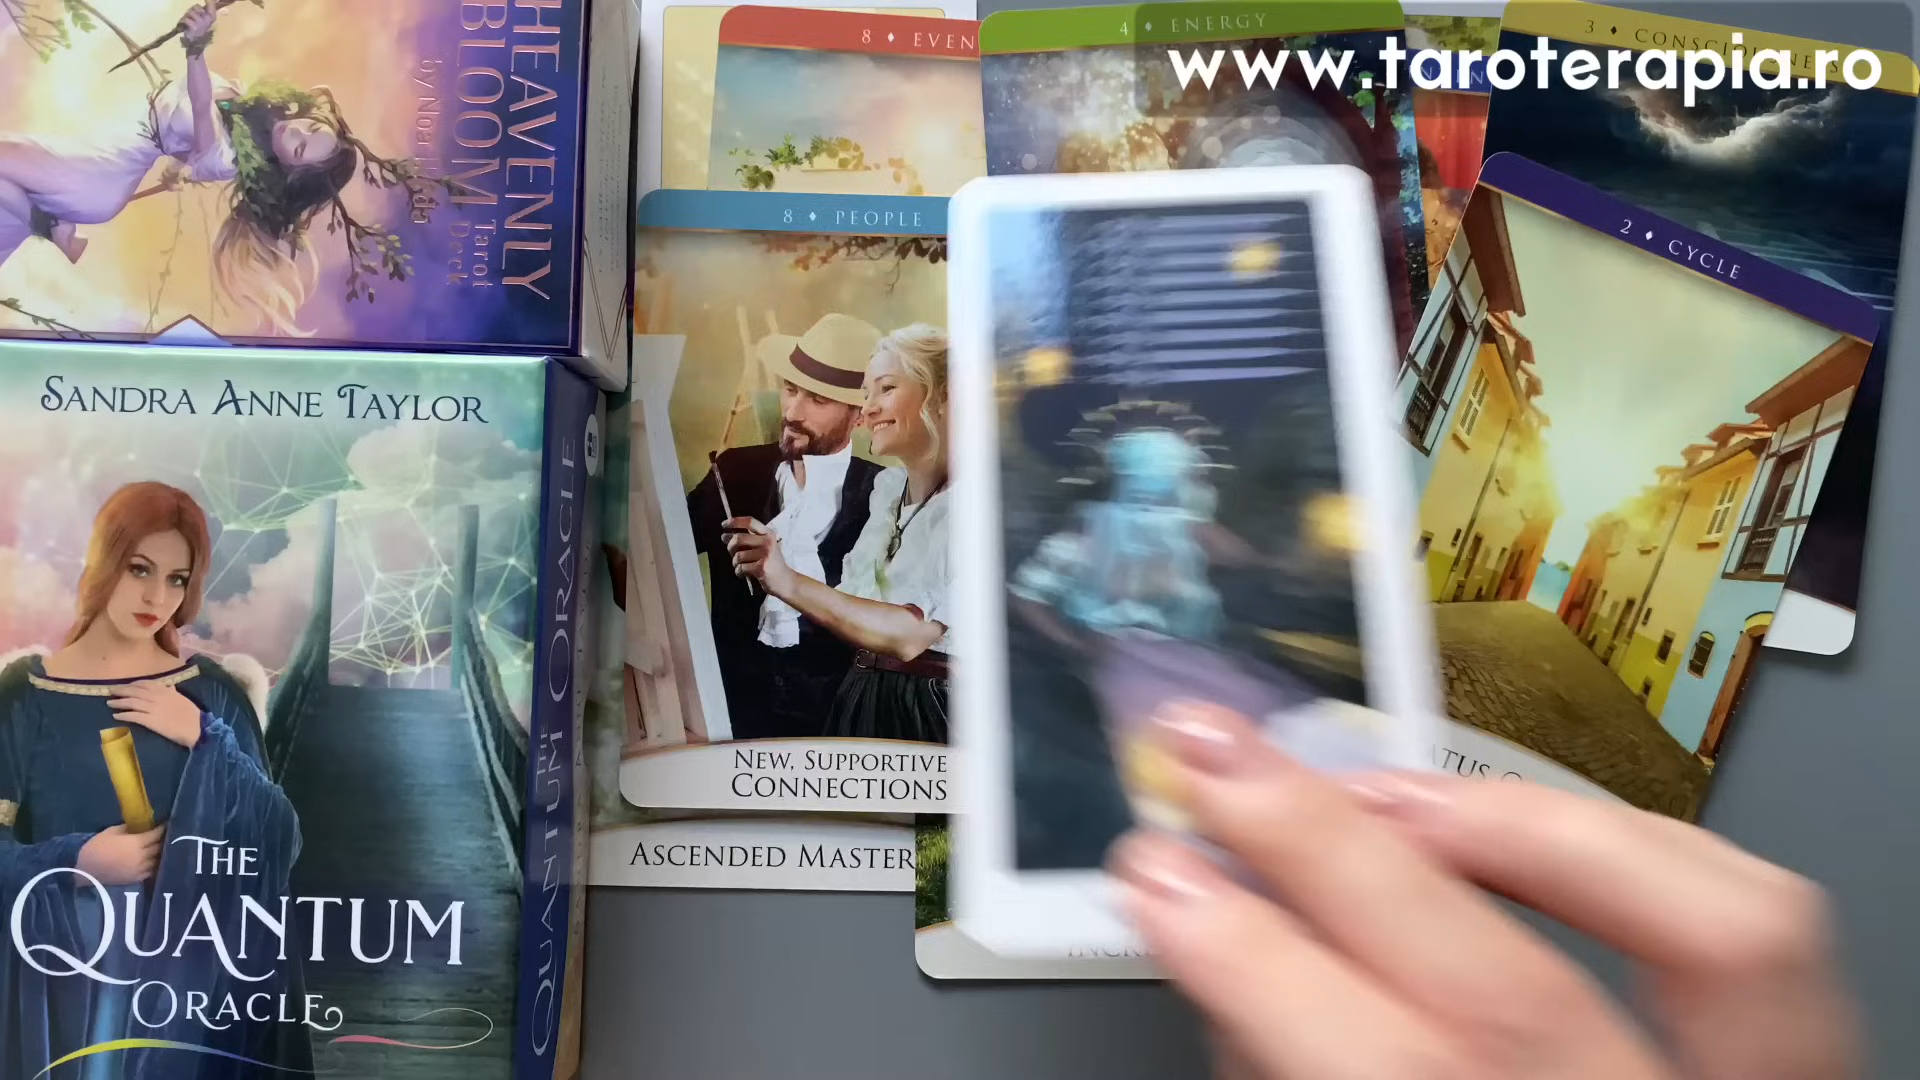 HEAVENLY
BLOOM
Tarot
Deck
SANDRA ANNE TAYLOR
THE
QUANTUM
ORACLE
THE QUANTUM ORACLE
8 ♦ EVEN
4 ♦ ENERGY
3 ♦ CONSCIOUSNESS
www.taroterapia.ro
8 ♦ PEOPLE
2 ♦ CYCLE
NEW, SUPPORTIVE
CONNECTIONS
ASCENDED MASTER